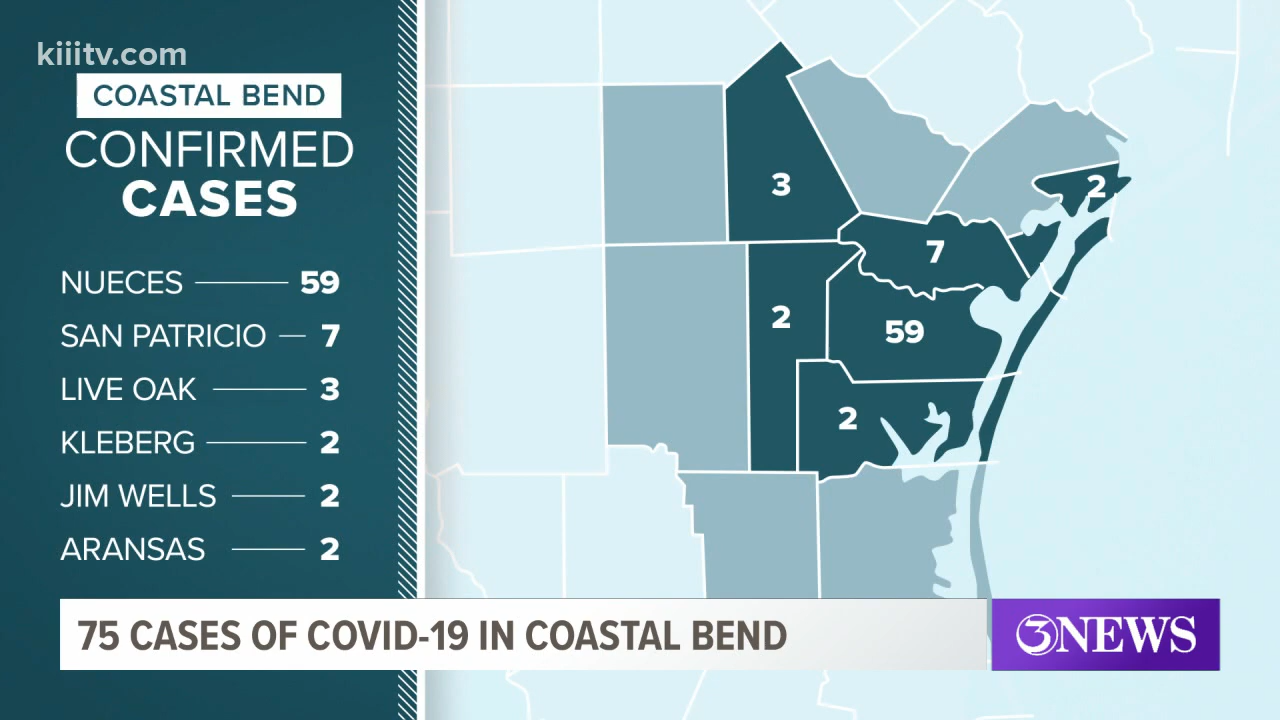 kiiitv.com
COASTAL BEND
CONFIRMED
CASES
NUECES 59
SAN PATRICIO 7
LIVE OAK 3
KLEBERG 2
JIM WELLS 2
ARANSAS 2
3
2
7
2
59
2
75 CASES OF COVID-19 IN COASTAL BEND
3NEWS